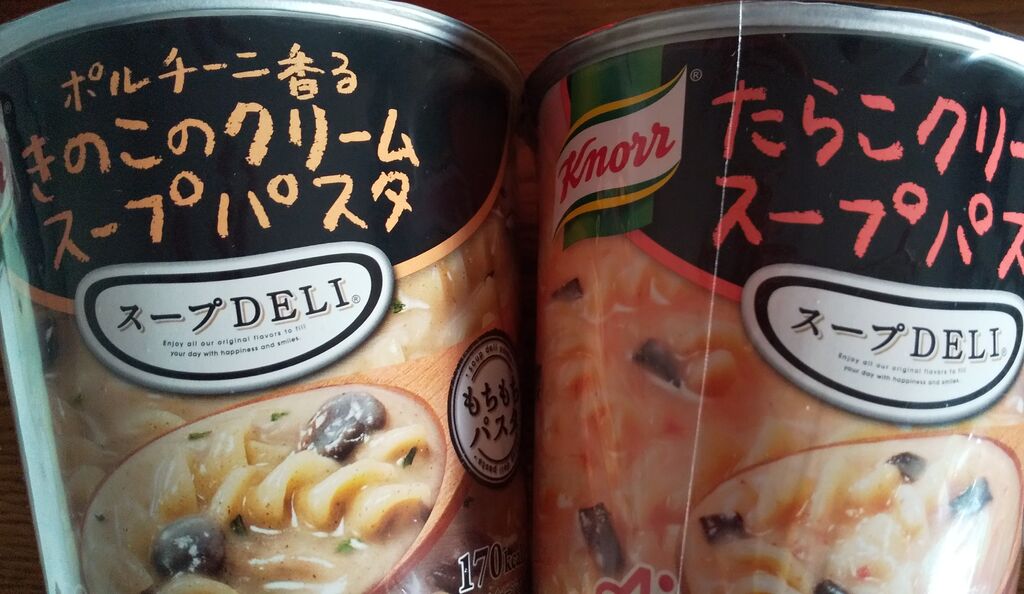 ポルチーニ香る
きのこのクリーム
スープパスタ
スープDELI®
Enjoy all our original flavors to fill
your day with happiness and smiles.
soup deli
もちも
パスタ
170kc
Knorr®
たらこクリー
スープパス
スープDELI®
Enjoy all our original flavors to fill
your day with happiness and smiles.